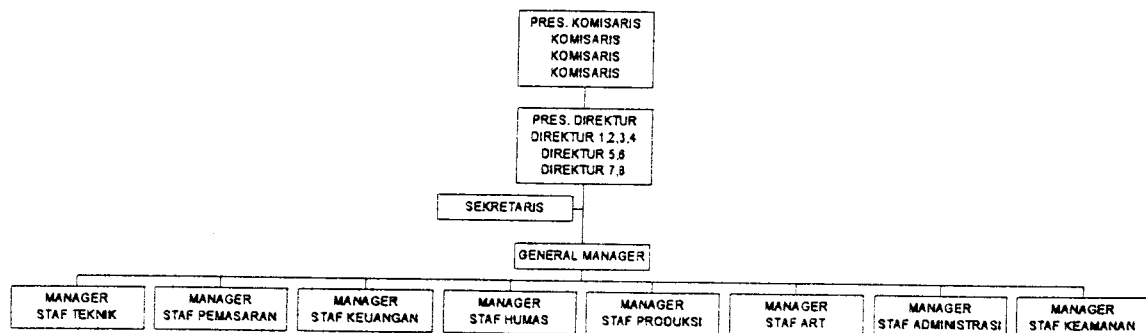 PRES. KOMISARIS
KOMISARIS
KOMISARIS
KOMISARIS
PRES. DIREKTUR
DIREKTUR 1,2,3,4
DIREKTUR 5,6
DIREKTUR 7,8
SEKRETARIS
GENERAL MANAGER
MANAGER
STAF TEKNIK
MANAGER
STAF PEMASARAN
MANAGER
STAF KEUANGAN
MANAGER
STAF HUMAS
MANAGER
STAF PRODUKSI
MANAGER
STAF ART
MANAGER
STAF ADMINISTRASI
MANAGER
STAF KEAMANAN